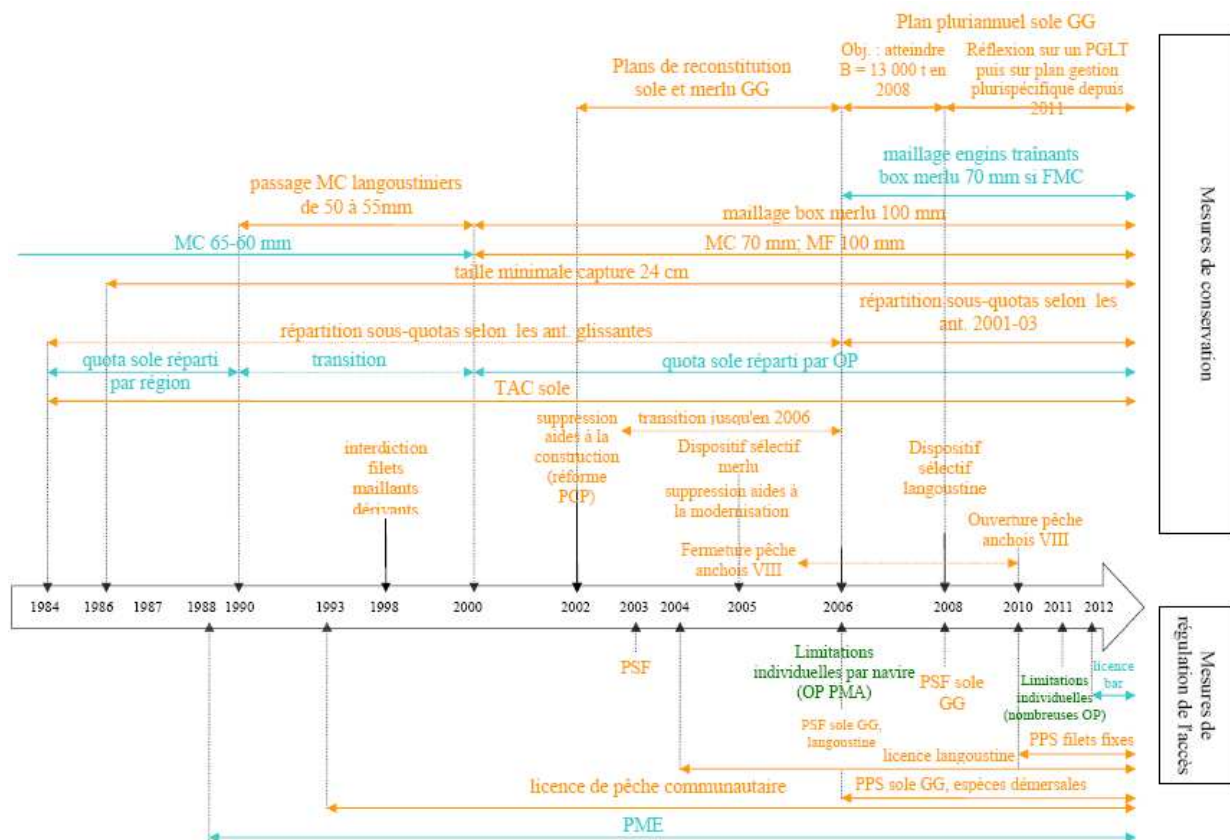 Plan pluriannuel sole GG
Obj. : atteindre
B = 13 000 t en
2008
Réflexion sur un PGLT
puis sur plan gestion
plurispécifique depuis
2011
Plans de reconstitution
sole et merlu GG
maillage engins traînants
box merlu 70 mm si FMC
passage MC langoustiniers
de 50 à 55mm
maillage box merlu 100 mm
MC 65-60 mm
MC 70 mm; MF 100 mm
taille minimale capture 24 cm
répartition sous-quotas selon les
ant. 2001-03
répartition sous-quotas selon les ant. glissantes
quota sole réparti
par région
transition
quota sole réparti par OP
TAC sole
suppression
aides à la
construction
(réforme
PCP)
transition jusqu'en 2006
interdiction
filets
maillants
dérivants
Dispositif sélectif
merlu
suppression aides à
la modernisation
Dispositif
sélectif
langoustine
Ouverture pêche
anchois VIII
Fermeture pêche
anchois VIII
1984 1986 1987 1988 1990 1993 1998 2000 2002 2003 2004 2005 2006 2008 2010 2011 2012
PSF
Limitations
individuelles par navire
(OP PMA)
PSF sole
GG
Limitations
individuelles
(nombreuses OP)
licence
bar
PSF sole GG,
langoustine
PPS filets fixes
licence langoustine
licence de pêche communautaire
PPS sole GG, espèces démersales
PME
Mesures de conservation
Mesures de
régulation de l'accès